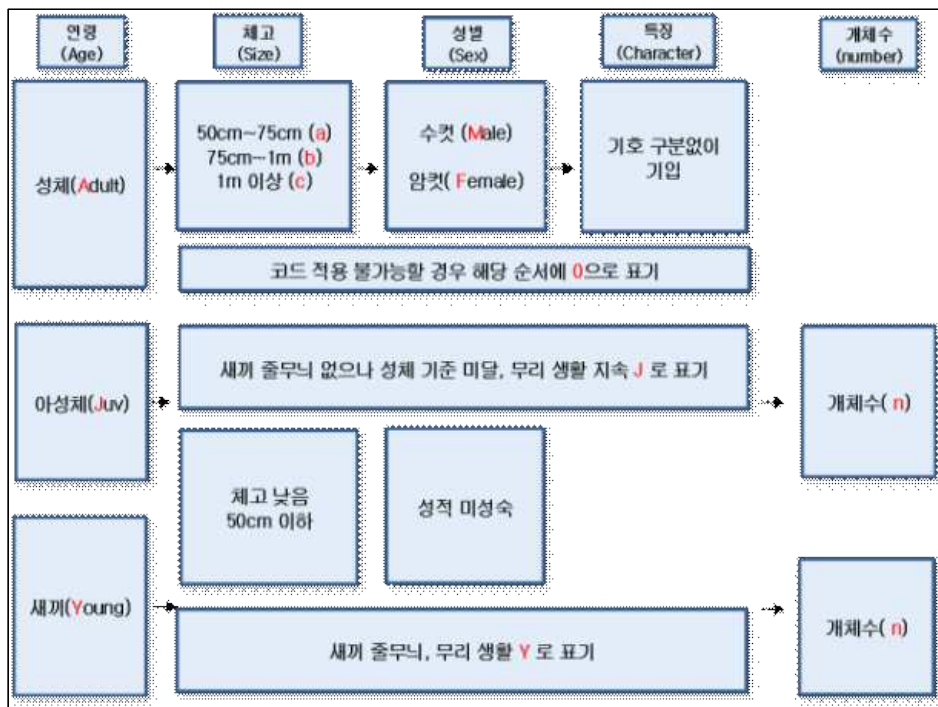 연령
(Age)
체고
(Size)
성별
(Sex)
특징
(Character)
개체수
(number)
성체(Adult)
50cm~75cm (a)
75cm~1m (b)
1m 이상 (c)
수컷 (Male)
암컷( Female)
기호 구분없이
기입
코드 적용 불가능할 경우 해당 순서에 0으로 표기
아성체(Juv)
새끼 줄무늬 없으나 성체 기준 미달, 무리 생활 지속 J 로 표기
개체수( n)
체고 낮음
50cm 이하
성적 미성숙
새끼(Young)
새끼 줄무늬, 무리 생활 Y 로 표기
개체수( n)